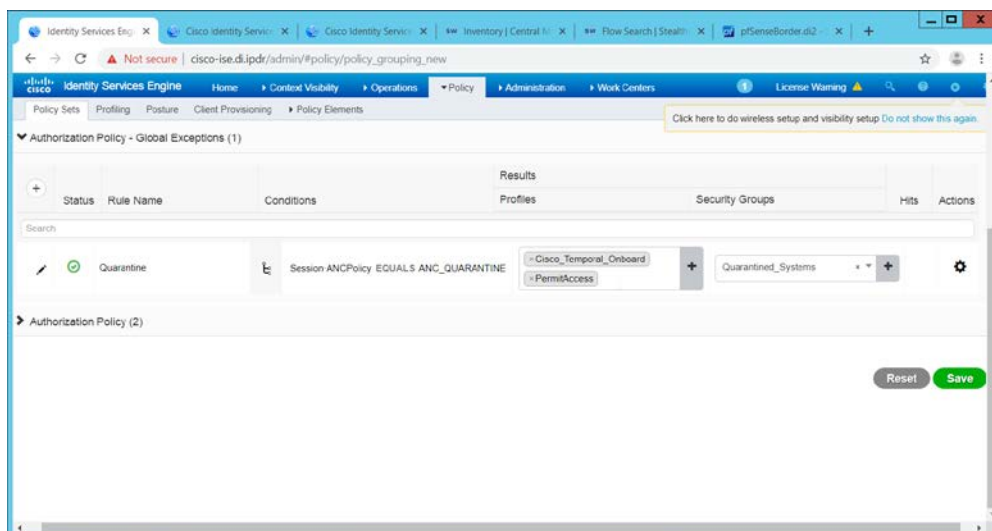 Identity Services Eng
Cisco Identity Servic
Cisco Identity Servic
Inventory | Central M
Flow Search | Stealth
pfSenseBorder.di2 -
Not secure | cisco-ise.di.ipdr/admin/#policy/policy_grouping_new
cisco Identity Services Engine Home Context Visibility Operations Policy Administration Work Centers 1 License Warning
Policy Sets Profiling Posture Client Provisioning Policy Elements
Click here to do wireless setup and visibility setup Do not show this again.
Authorization Policy - Global Exceptions (1)
Results
Status Rule Name Conditions Profiles Security Groups Hits Actions
Search
Quarantine Session ANCPolicy EQUALS ANC_QUARANTINE
×Cisco_Temporal_Onboard
×PermitAccess
Quarantined_Systems
Authorization Policy (2)
Reset Save